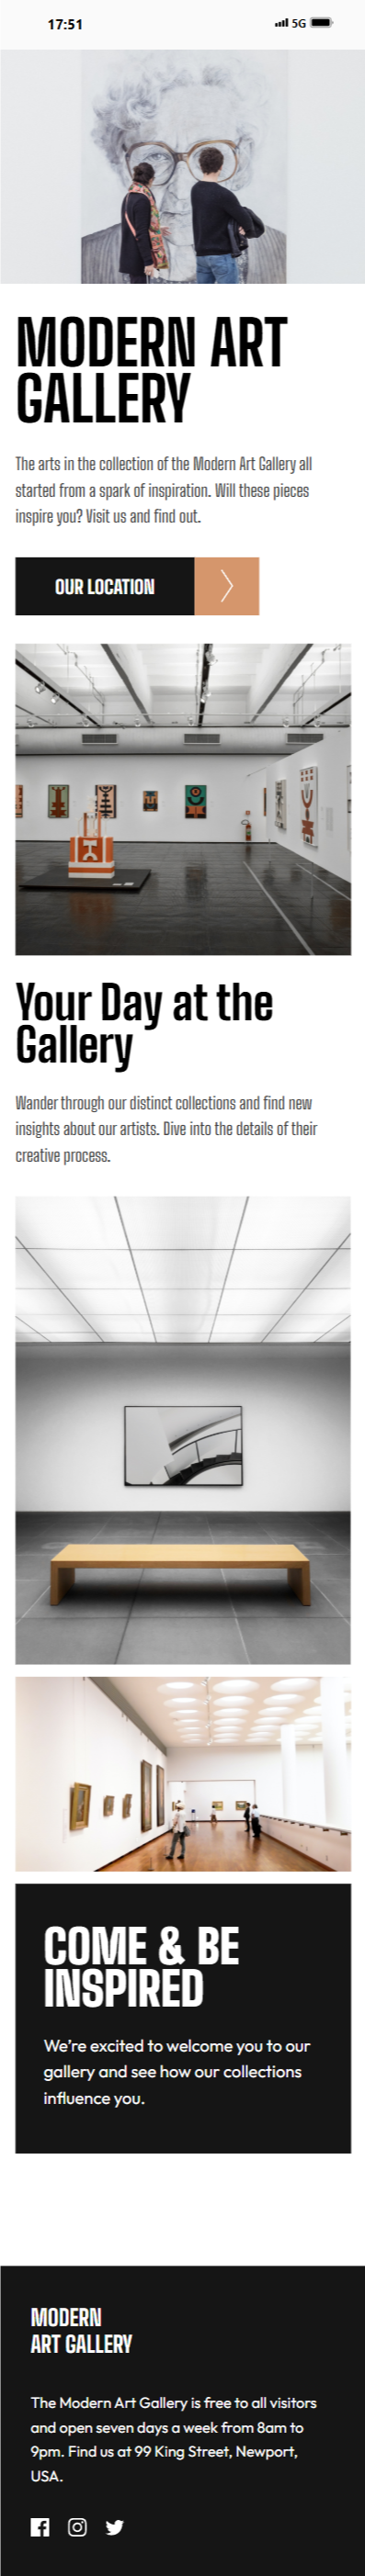 17:51
5G
MODERN ART
GALLERY
The arts in the collection of the Modern Art Gallery all
started from a spark of inspiration. Will these pieces
inspire you? Visit us and find out.
OUR LOCATION
Your Day at the
Gallery
Wander through our distinct collections and find new
insights about our artists. Dive into the details of their
creative process.
COME & BE
INSPIRED
We’re excited to welcome you to our
gallery and see how our collections
influence you.
MODERN
ART GALLERY
The Modern Art Gallery is free to all visitors
and open seven days a week from 8am to
9pm. Find us at 99 King Street, Newport,
USA.